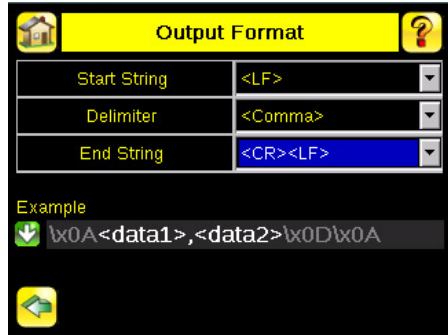 Output Format
?
Start String <LF>
Delimiter <Comma>
End String <CR><LF>
Example
\x0A<data1>,<data2>\x0D\x0A